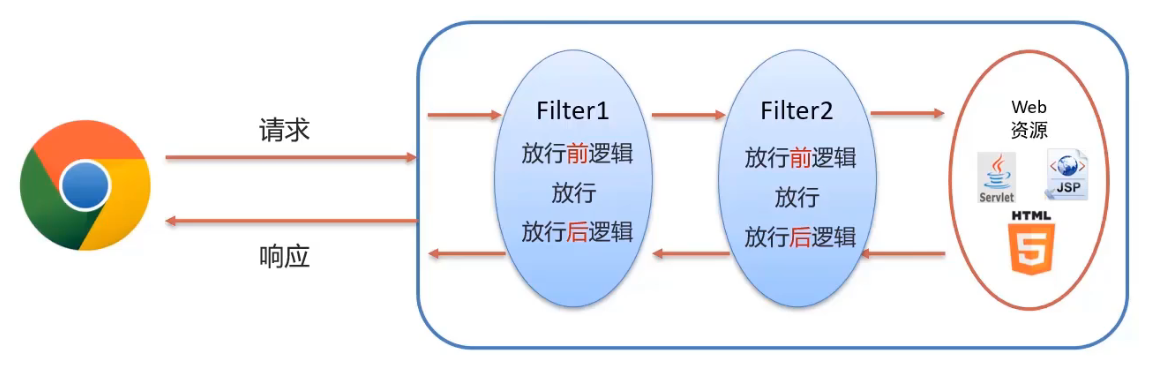 请求
响应
Filter1
放行前逻辑
放行
放行后逻辑
Filter2
放行前逻辑
放行
放行后逻辑
Web
资源
Servlet
JSP
HTML
5